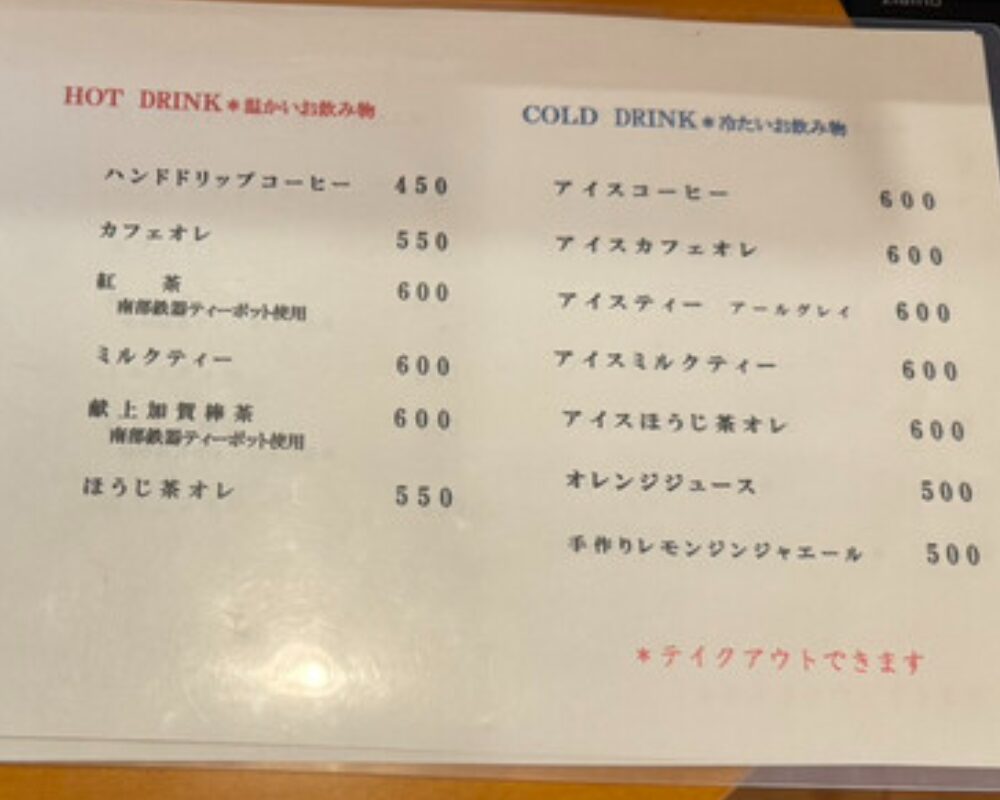 HOT DRINK＊温かいお飲み物
ハンドドリップコーヒー 450
カフェオレ 550
紅 茶 600
南部鉄器ティーポット使用
ミルクティー 600
献上加賀棒茶 600
南部鉄器ティーポット使用
ほうじ茶オレ 550
COLD DRINK＊冷たいお飲み物
アイスコーヒー 600
アイスカフェオレ 600
アイスティー アールグレイ 600
アイスミルクティー 600
アイスほうじ茶オレ 600
オレンジジュース 500
手作りレモンジンジャエール 500
＊テイクアウトできます